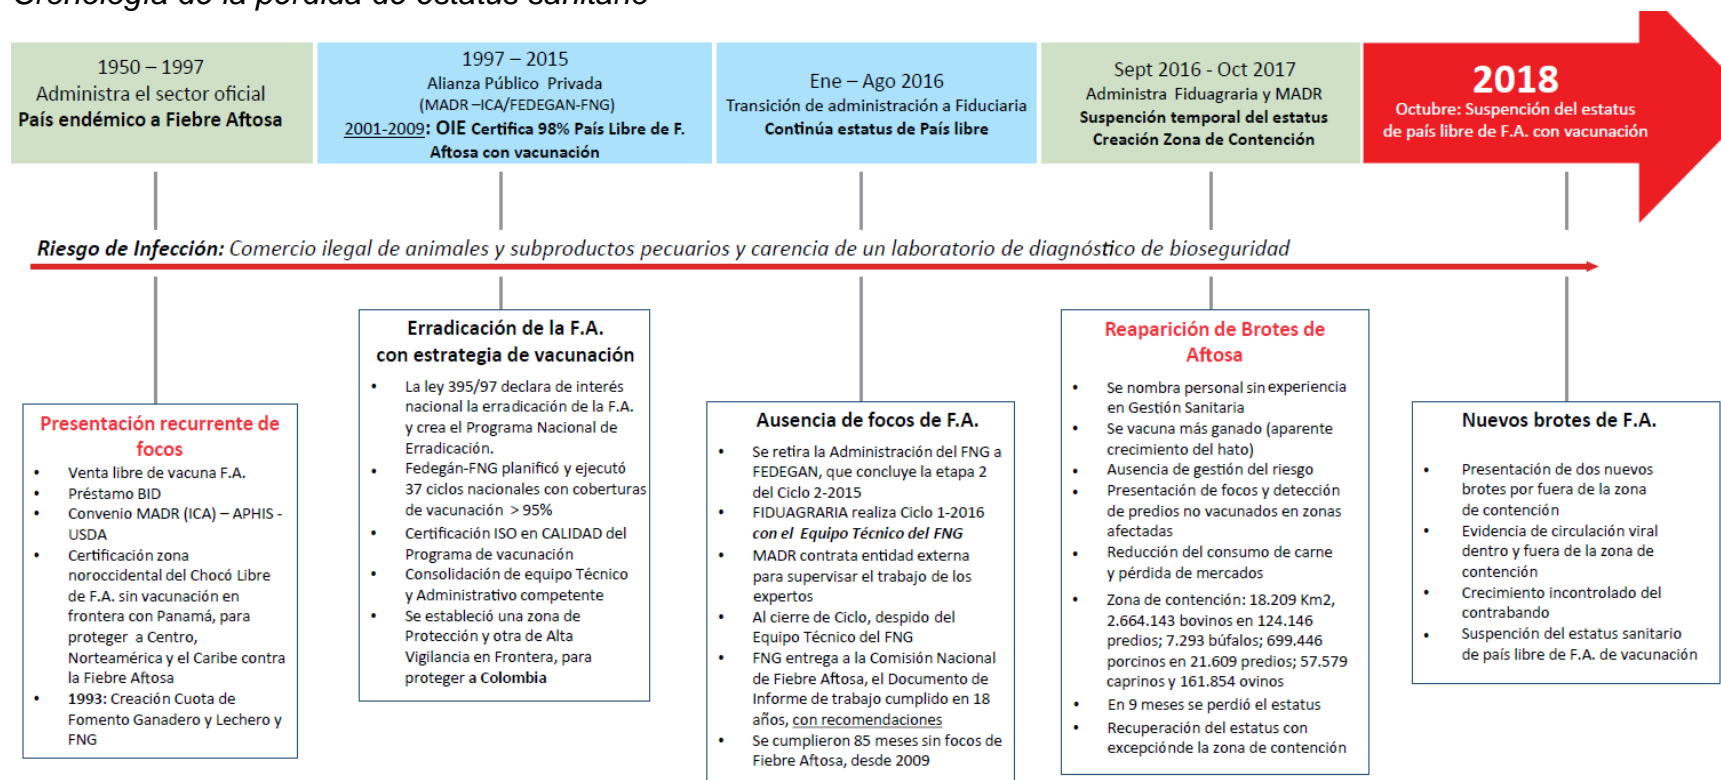 Cronología de la pérdida de estatus sanitario
1950 – 1997
Administra el sector oficial
País endémico a Fiebre Aftosa
1997 – 2015
Alianza Público Privada
(MADR –ICA/FEDEGAN-FNG)
2001-2009: OIE Certifica 98% País Libre de F.
Aftosa con vacunación
Ene – Ago 2016
Transición de administración a Fiduciaria
Continúa estatus de País libre
Sept 2016 - Oct 2017
Administra Fiduagraria y MADR
Suspensión temporal del estatus
Creación Zona de Contención
2018
Octubre: Suspención del estatus
de país libre de F.A. con vacunación
Riesgo de Infección: Comercio ilegal de animales y subproductos pecuarios y carencia de un laboratorio de diagnóstico de bioseguridad
Presentación recurrente de
focos
• Venta libre de vacuna F.A.
• Préstamo BID
• Convenio MADR (ICA) – APHIS -
USDA
• Certificación zona
noroccidental del Chocó Libre
de F.A. sin vacunación en
frontera con Panamá, para
proteger a Centro,
Norteamérica y el Caribe contra
la Fiebre Aftosa
• 1993: Creación Cuota de
Fomento Ganadero y Lechero y
FNG
Erradicación de la F.A.
con estrategia de vacunación
• La ley 395/97 declara de interés
nacional la erradicación de la F.A.
y crea el Programa Nacional de
Erradicación.
• Fedegán-FNG planificó y ejecutó
37 ciclos nacionales con coberturas
de vacunación > 95%
• Certificación ISO en CALIDAD del
Programa de vacunación
• Consolidación de equipo Técnico
y Administrativo competente
• Se estableció una zona de
Protección y otra de Alta
Vigilancia en Frontera, para
proteger a Colombia
Ausencia de focos de F.A.
• Se retira la Administración del FNG a
FEDEGAN, que concluye la etapa 2
del Ciclo 2-2015
• FIDUAGRARIA realiza Ciclo 1-2016
con el Equipo Técnico del FNG
• MADR contrata entidad externa
para supervisar el trabajo de los
expertos
• Al cierre de Ciclo, despido del
Equipo Técnico del FNG
• FNG entrega a la Comisión Nacional
de Fiebre Aftosa, el Documento de
Informe de trabajo cumplido en 18
años, con recomendaciones
• Se cumplieron 85 meses sin focos de
Fiebre Aftosa, desde 2009
Reaparición de Brotes de
Aftosa
• Se nombra personal sin experiencia
en Gestión Sanitaria
• Se vacuna más ganado (aparente
crecimiento del hato)
• Ausencia de gestión del riesgo
• Presentación de focos y detección
de predios no vacunados en zonas
afectadas
• Reducción del consumo de carne
y pérdida de mercados
• Zona de contención: 18.209 Km2,
2.664.143 bovinos en 124.146
predios; 7.293 búfalos; 699.446
porcinos en 21.609 predios; 57.579
caprinos y 161.854 ovinos
• En 9 meses se perdió el estatus
• Recuperación del estatus con
excepciónde la zona de contención
Nuevos brotes de F.A.
• Presentación de dos nuevos
brotes por fuera de la zona
de contención
• Evidencia de circulación viral
dentro y fuera de la zona de
contención
• Crecimiento incontrolado del
contrabando
• Suspensión del estatus sanitario
de país libre de F.A. de vacunación